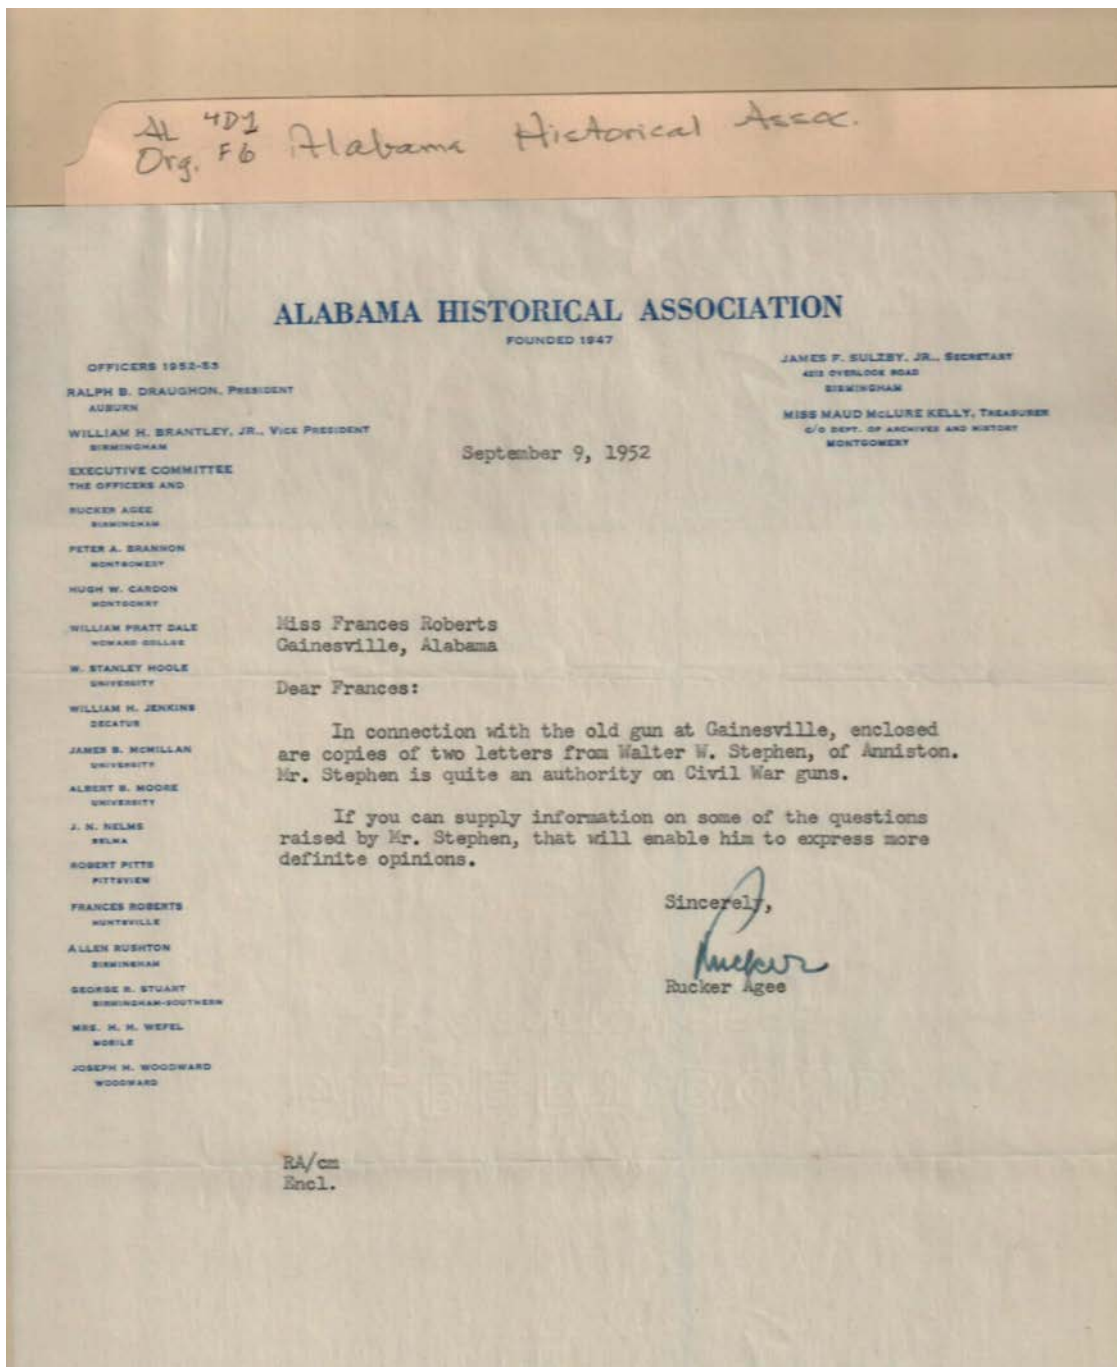 AL 4D1
Org. F6 Alabama Historical Assoc.
ALABAMA HISTORICAL ASSOCIATION
FOUNDED 1947
OFFICERS 1952-53
RALPH B. DRAUGHON, PRESIDENT
AUBURN
WILLIAM H. BRANTLEY, JR., VICE PRESIDENT
BIRMINGHAM
EXECUTIVE COMMITTEE
THE OFFICERS AND
RUCKER AGEE
BIRMINGHAM
PETER A. BRANNON
MONTGOMERY
HUGH W. CARDON
MONTGOMRY
WILLIAM PRATT DALE
HOWARD COLLGE
W. STANLEY HOOLE
UNIVERSITY
WILLIAM H. JENKINS
DECATUR
JAMES B. MCMILLAN
UNIVERSITY
ALBERT B. MOORE
UNIVERSITY
J. N. NELMS
SELMA
ROBERT PITTS
PITTSVIEW
FRANCES ROBERTS
HUNTSVILLE
ALLEN RUSHTON
BIRMINGHAM
GEORGE R. STUART
BIRMINGHAM-SOUTHERN
MRS. H. H. WEFEL
MOBILE
JOSEPH H. WOODWARD
WOODWARD
JAMES F. SULZBY, JR., SECRETARY
OVERLOOK ROAD
BIRMINGHAM
MISS MAUD McLURE KELLY, TREASURER
C/O DEPT. OF ARCHIVES AND HISTORY
MONTGOMERY
September 9, 1952
Miss Frances Roberts
Gainesville, Alabama
Dear Frances:
In connection with the old gun at Gainesville, enclosed
are copies of two letters from Walter W. Stephen, of Anniston.
Mr. Stephen is quite an authority on Civil War guns.
If you can supply information on some of the questions
raised by Mr. Stephen, that will enable him to express more
definite opinions.
Sincerely,
Rucker
Rucker Agee
RA/cm
Encl.